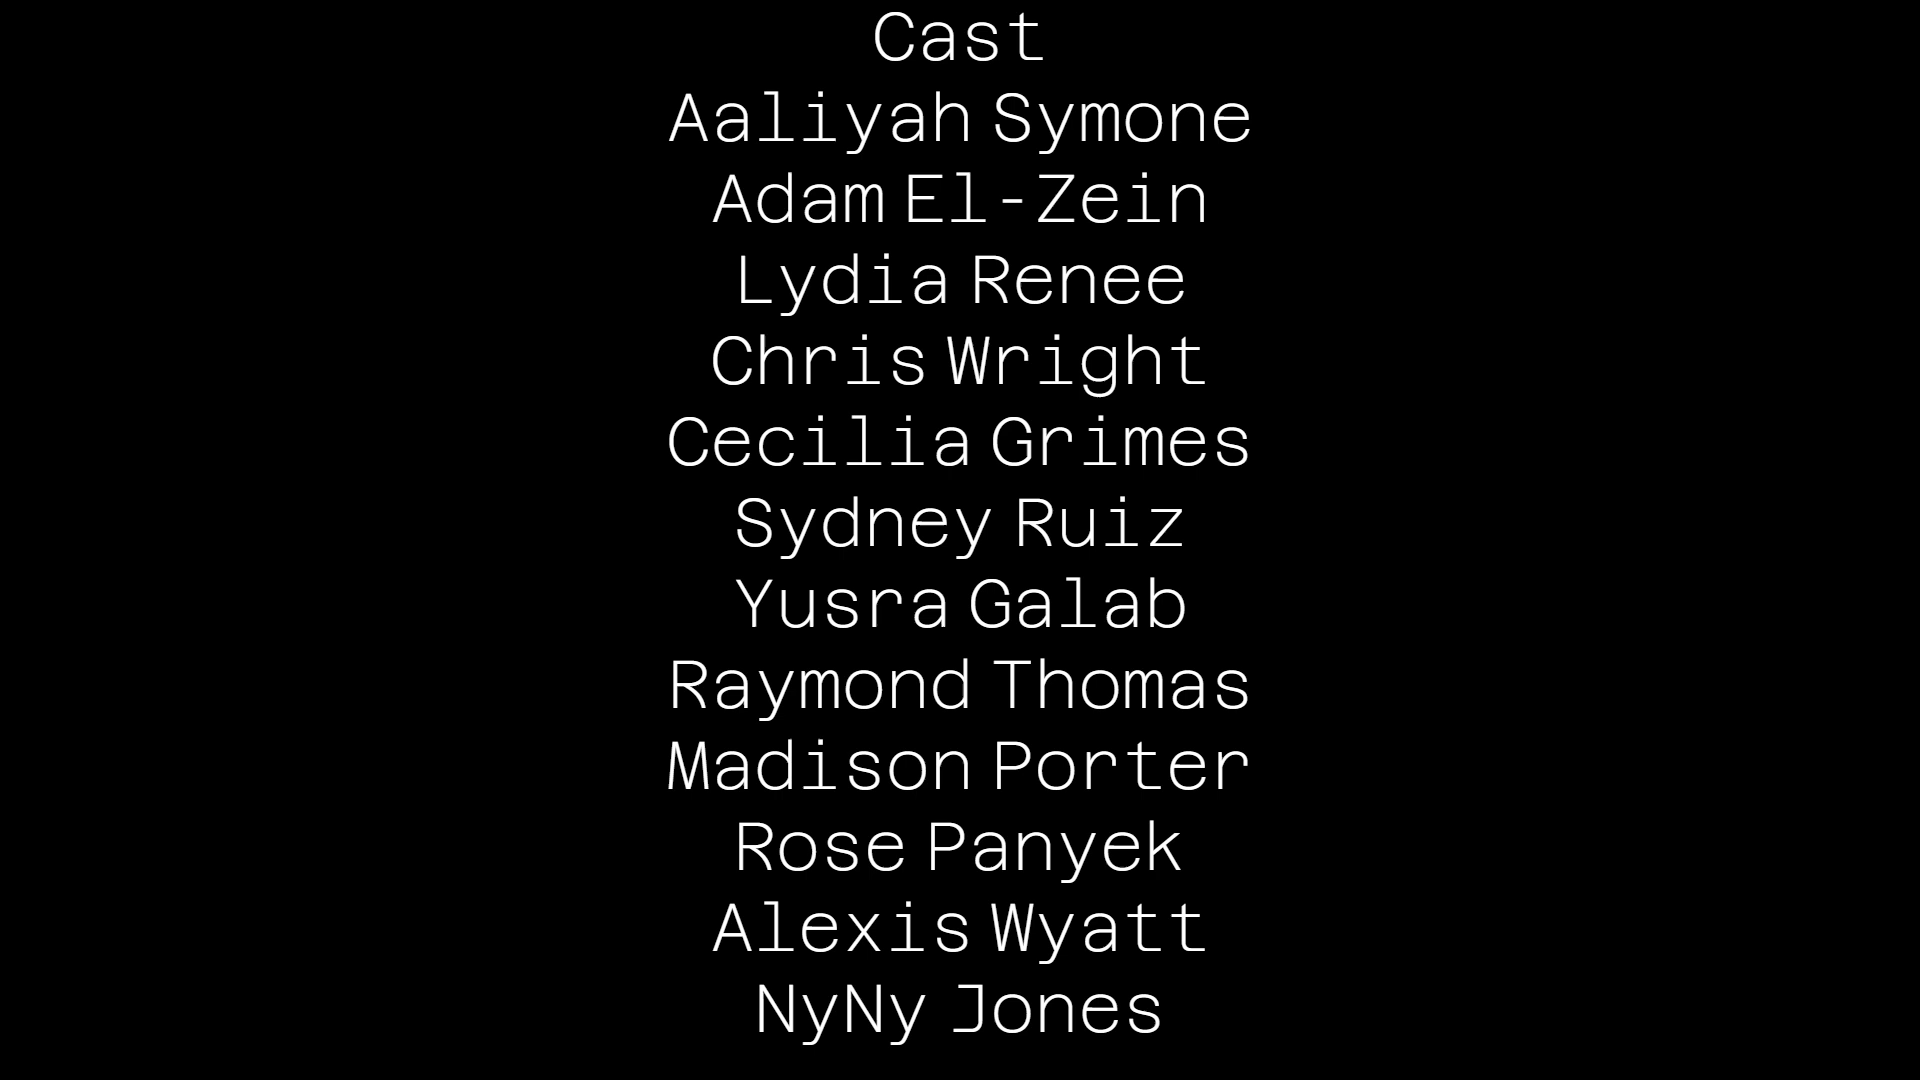 Cast
Aaliyah Symone
Adam El-Zein
Lydia Renee
Chris Wright
Cecilia Grimes
Sydney Ruiz
Yusra Galab
Raymond Thomas
Madison Porter
Rose Panyek
Alexis Wyatt
NyNy Jones